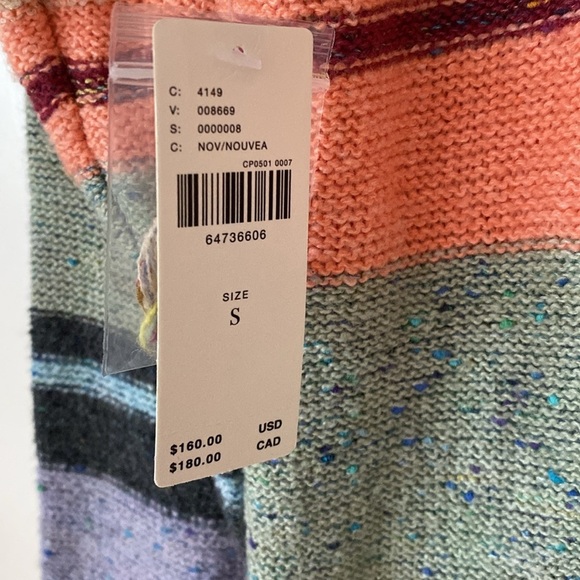 C: 4149
V: 008669
S: 0000008
C: NOV/NOUVEA
CP0501 0007
64736606
SIZE
S
$160.00 USD
$180.00 CAD